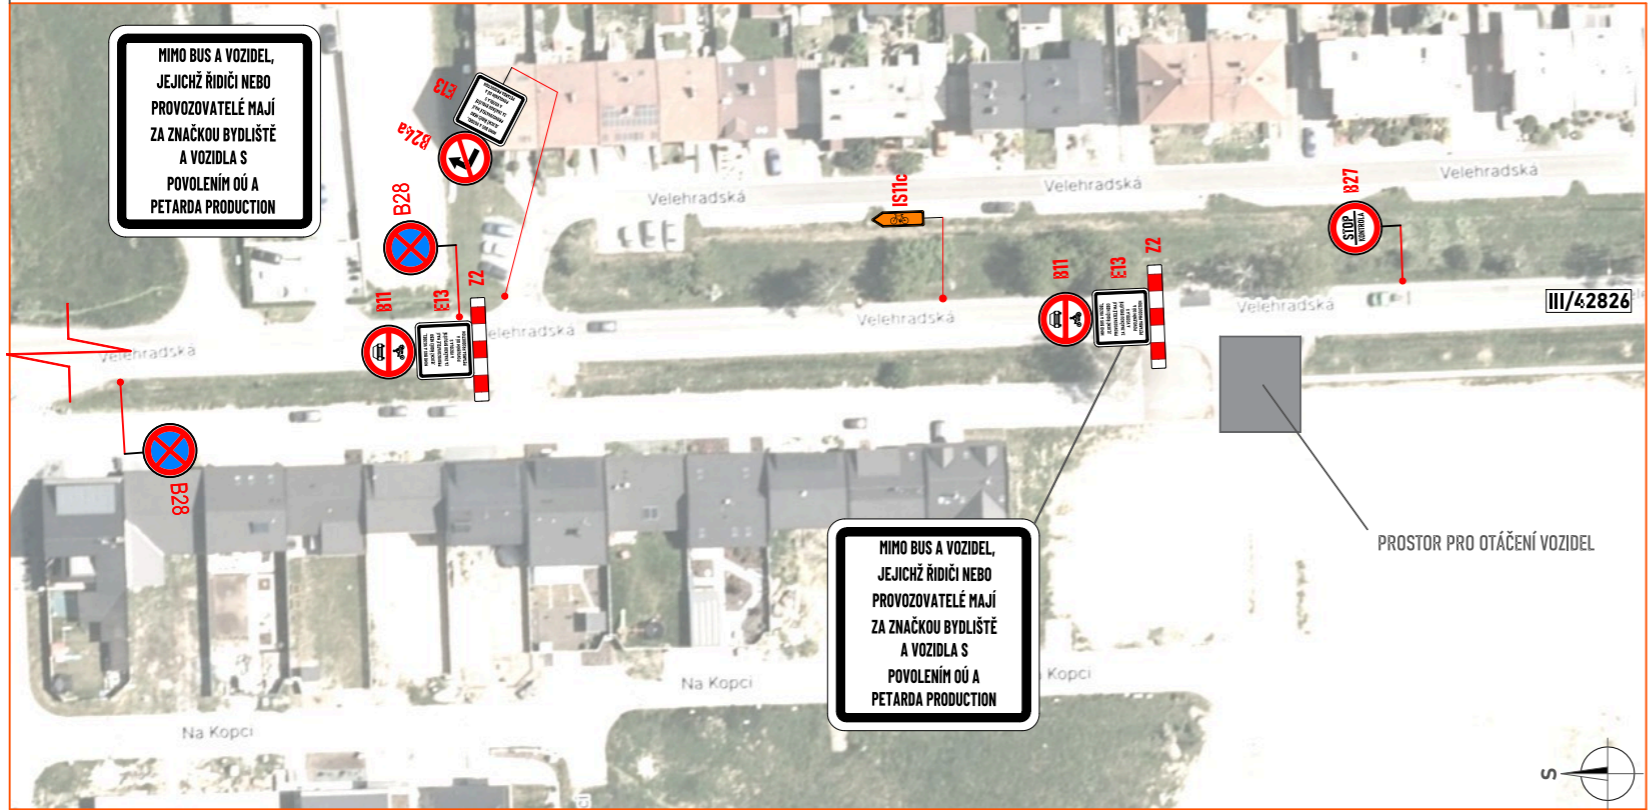 MIMO BUS A VOZIDEL,
JEJICHŽ ŘIDIČI NEBO
PROVOZOVATELÉ MAJÍ
ZA ZNAČKOU BYDLIŠTĚ
A VOZIDLA S
POVOLENÍM OÚ A
PETARDA PRODUCTION
E13
B24a
B28
B11
E13
Z2
B28
IS11c
B11
E13
Z2
B27
STOP
KONTROLA
III/42826
Velehradská
Velehradská
Velehradská
Velehradská
elehradská
Velehradská
Velehradská
MIMO BUS A VOZIDEL,
JEJICHŽ ŘIDIČI NEBO
PROVOZOVATELÉ MAJÍ
ZA ZNAČKOU BYDLIŠTĚ
A VOZIDLA S
POVOLENÍM OÚ A
PETARDA PRODUCTION
PROSTOR PRO OTÁČENÍ VOZIDEL
Na Kopci
Na Kopci
Kopci
S